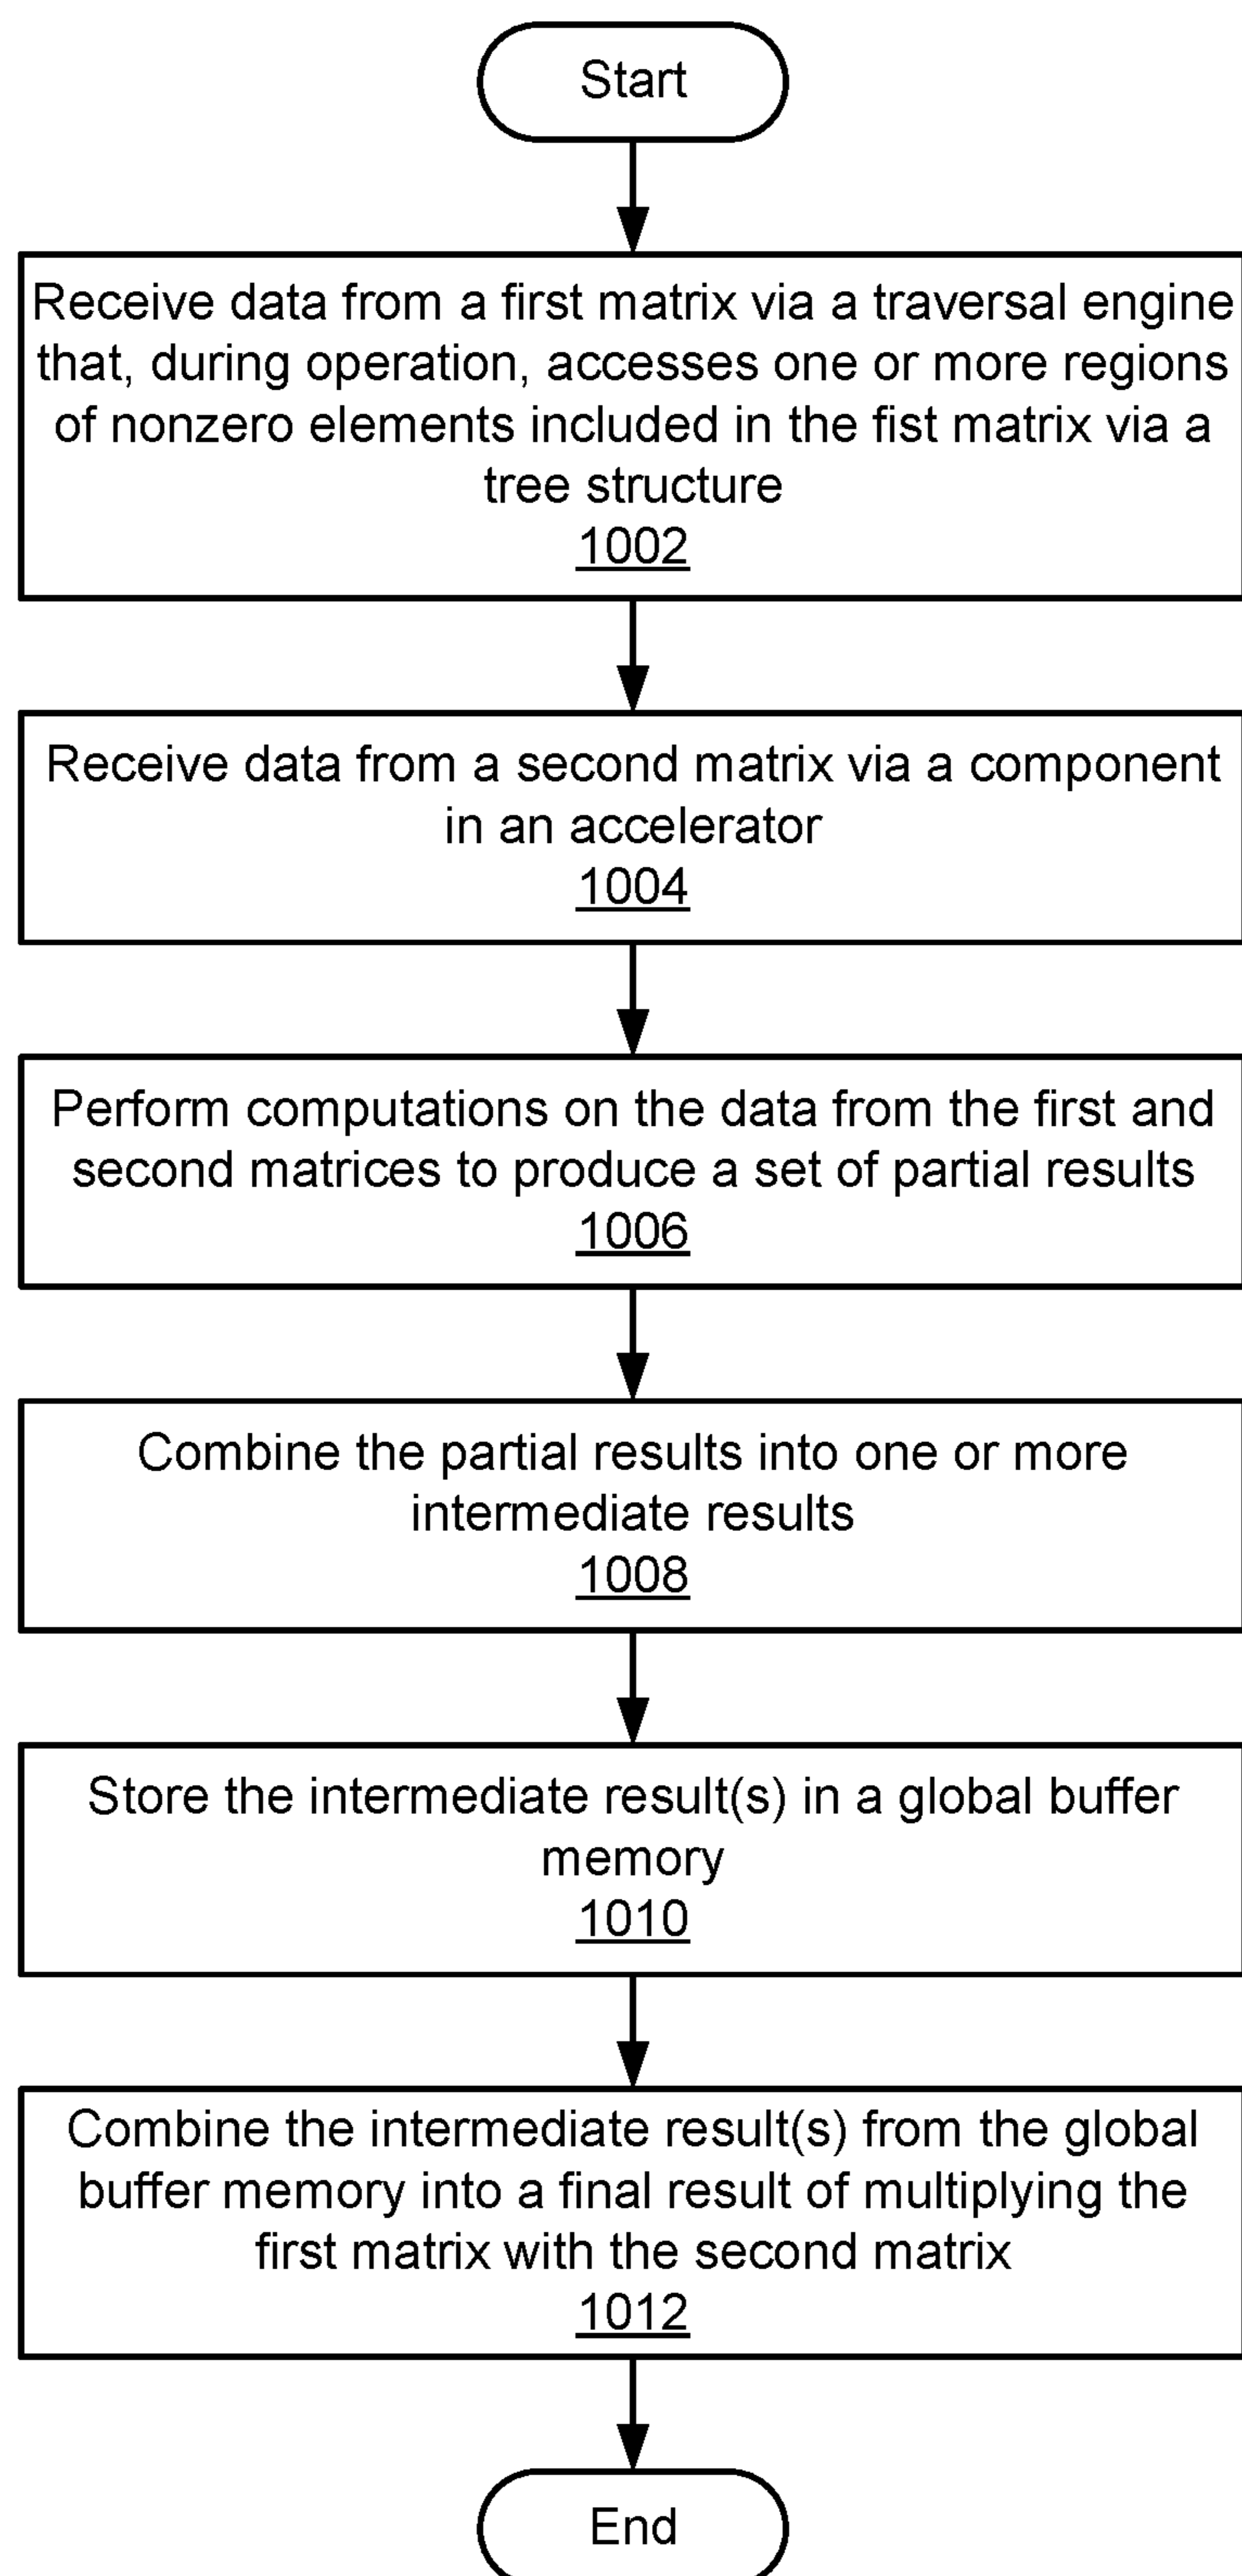 Start
Receive data from a first matrix via a traversal engine
that, during operation, accesses one or more regions
of nonzero elements included in the fist matrix via a
tree structure
1002
Receive data from a second matrix via a component
in an accelerator
1004
Perform computations on the data from the first and
second matrices to produce a set of partial results
1006
Combine the partial results into one or more
intermediate results
1008
Store the intermediate result(s) in a global buffer
memory
1010
Combine the intermediate result(s) from the global
buffer memory into a final result of multiplying the
first matrix with the second matrix
1012
End